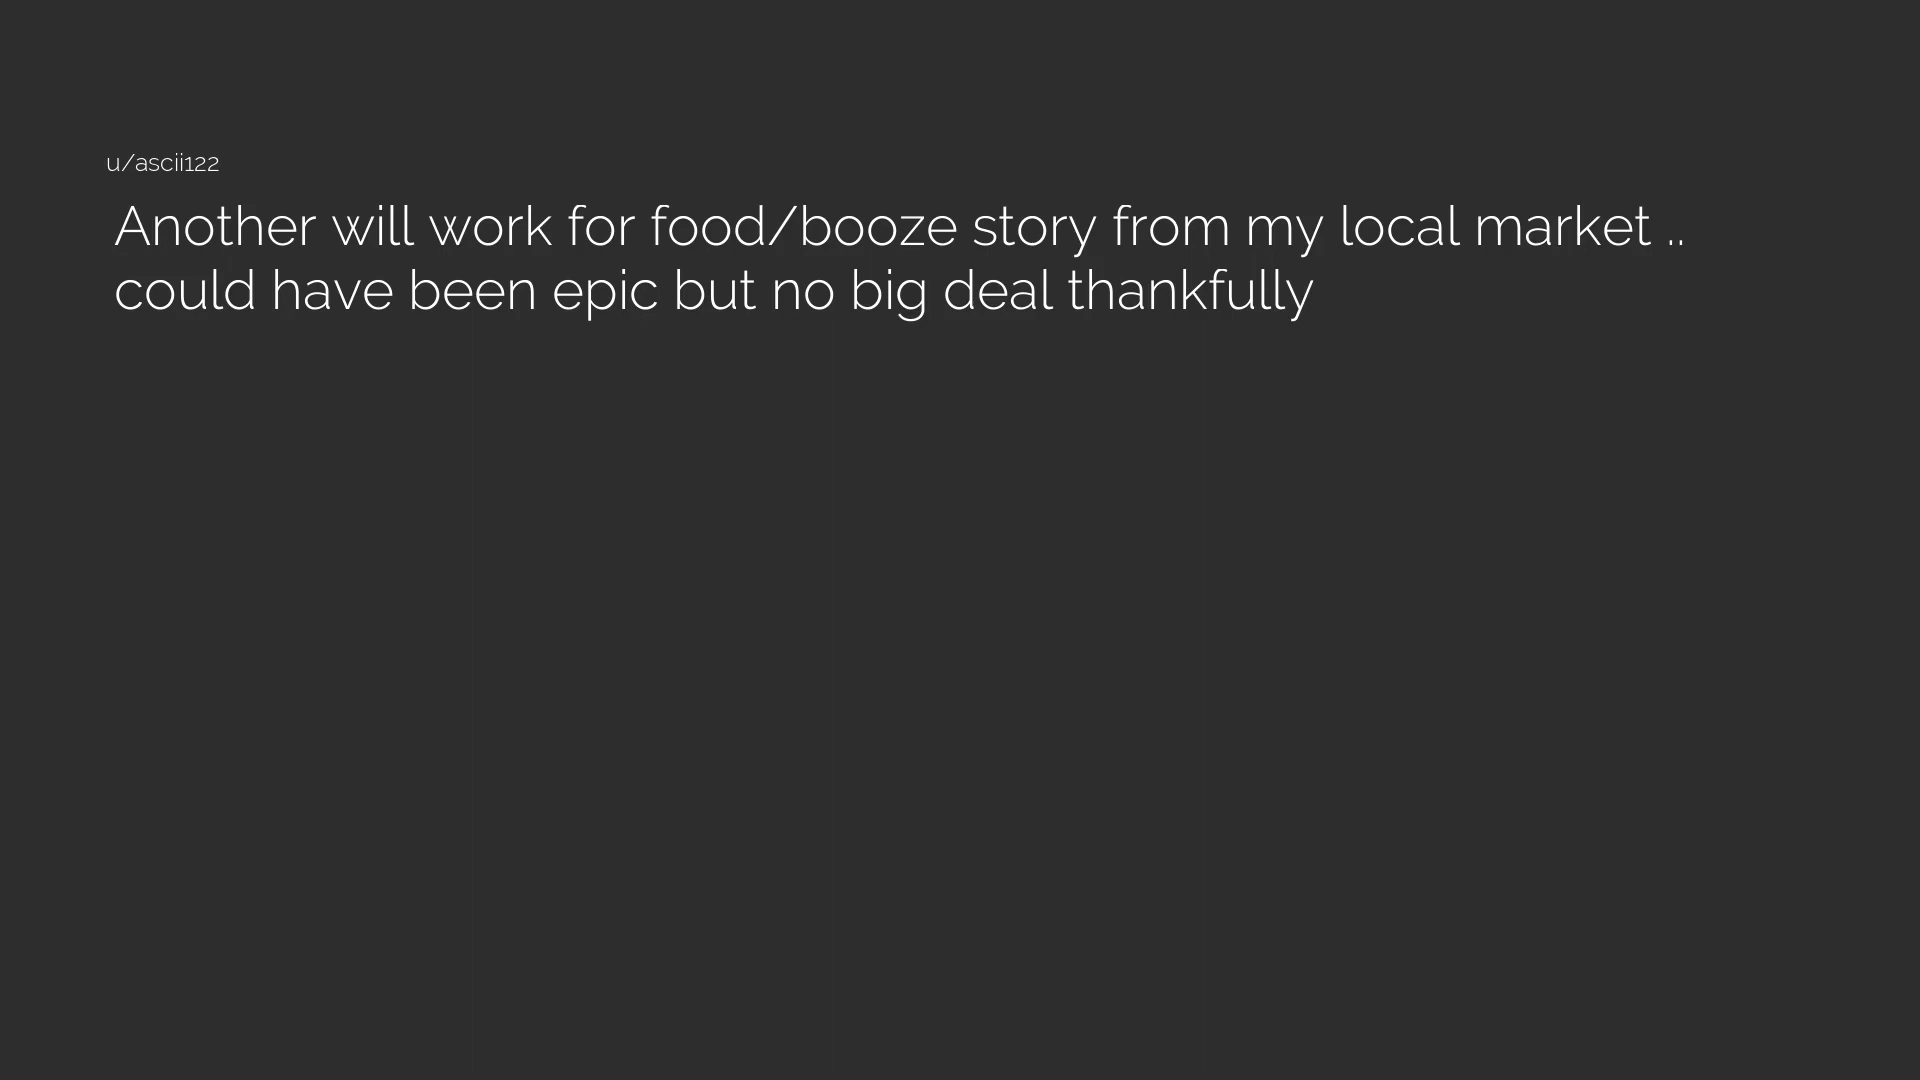 u/ascii122
Another will work for food/booze story from my local market ..
could have been epic but no big deal thankfully